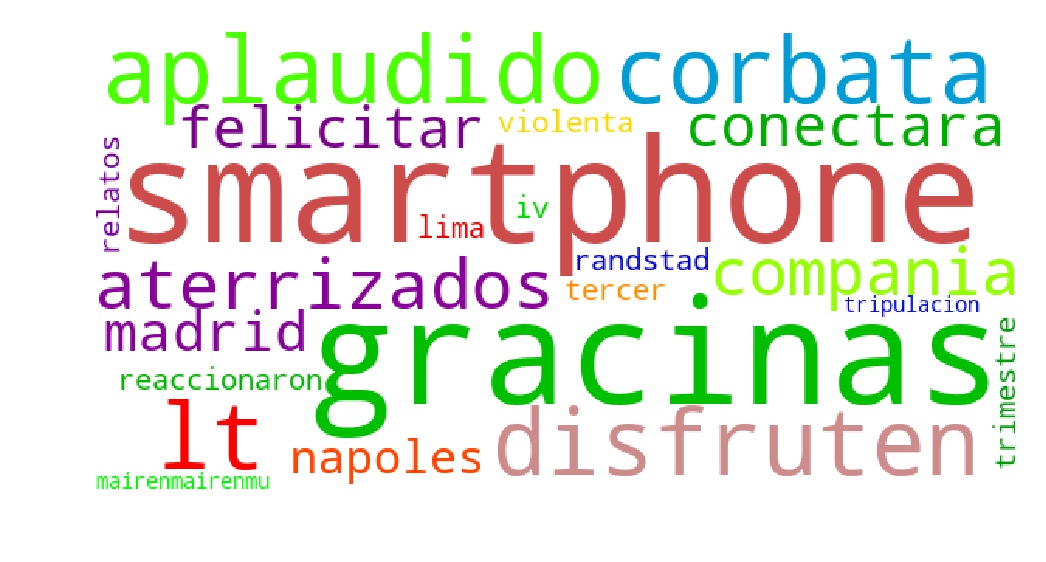 aplaudido corbata
felicitar violenta conectara
relatos smartphone
iv
lima
aterrizados randstad compania
tercer tripulacion
madrid gracinas trimestre
reaccionaron
lt napoles disfruten
mairenmairenmu